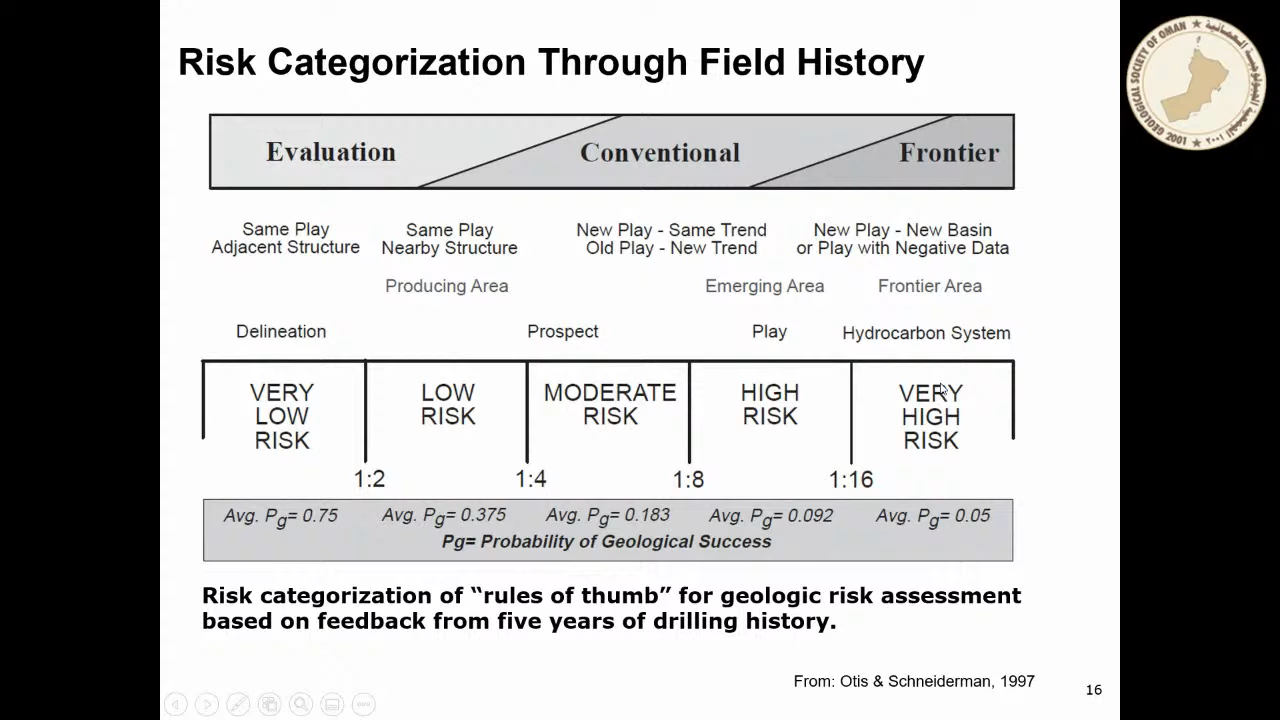 Risk Categorization Through Field History
GEOLOGICAL SOCIETY OF OMAN
2001
Evaluation
Conventional
Frontier
Same Play
Adjacent Structure
Same Play
Nearby Structure
New Play - Same Trend
Old Play - New Trend
New Play - New Basin
or Play with Negative Data
Producing Area
Emerging Area
Frontier Area
Delineation
Prospect
Play
Hydrocarbon System
VERY
LOW
RISK
LOW
RISK
MODERATE
RISK
HIGH
RISK
VERY
HIGH
RISK
1:2
1:4
1:8
1:16
Avg. Pg= 0.75
Avg. Pg= 0.375
Avg. Pg= 0.183
Avg. Pg= 0.092
Avg. Pg= 0.05
Pg= Probability of Geological Success
Risk categorization of “rules of thumb” for geologic risk assessment
based on feedback from five years of drilling history.
From: Otis & Schneiderman, 1997
16